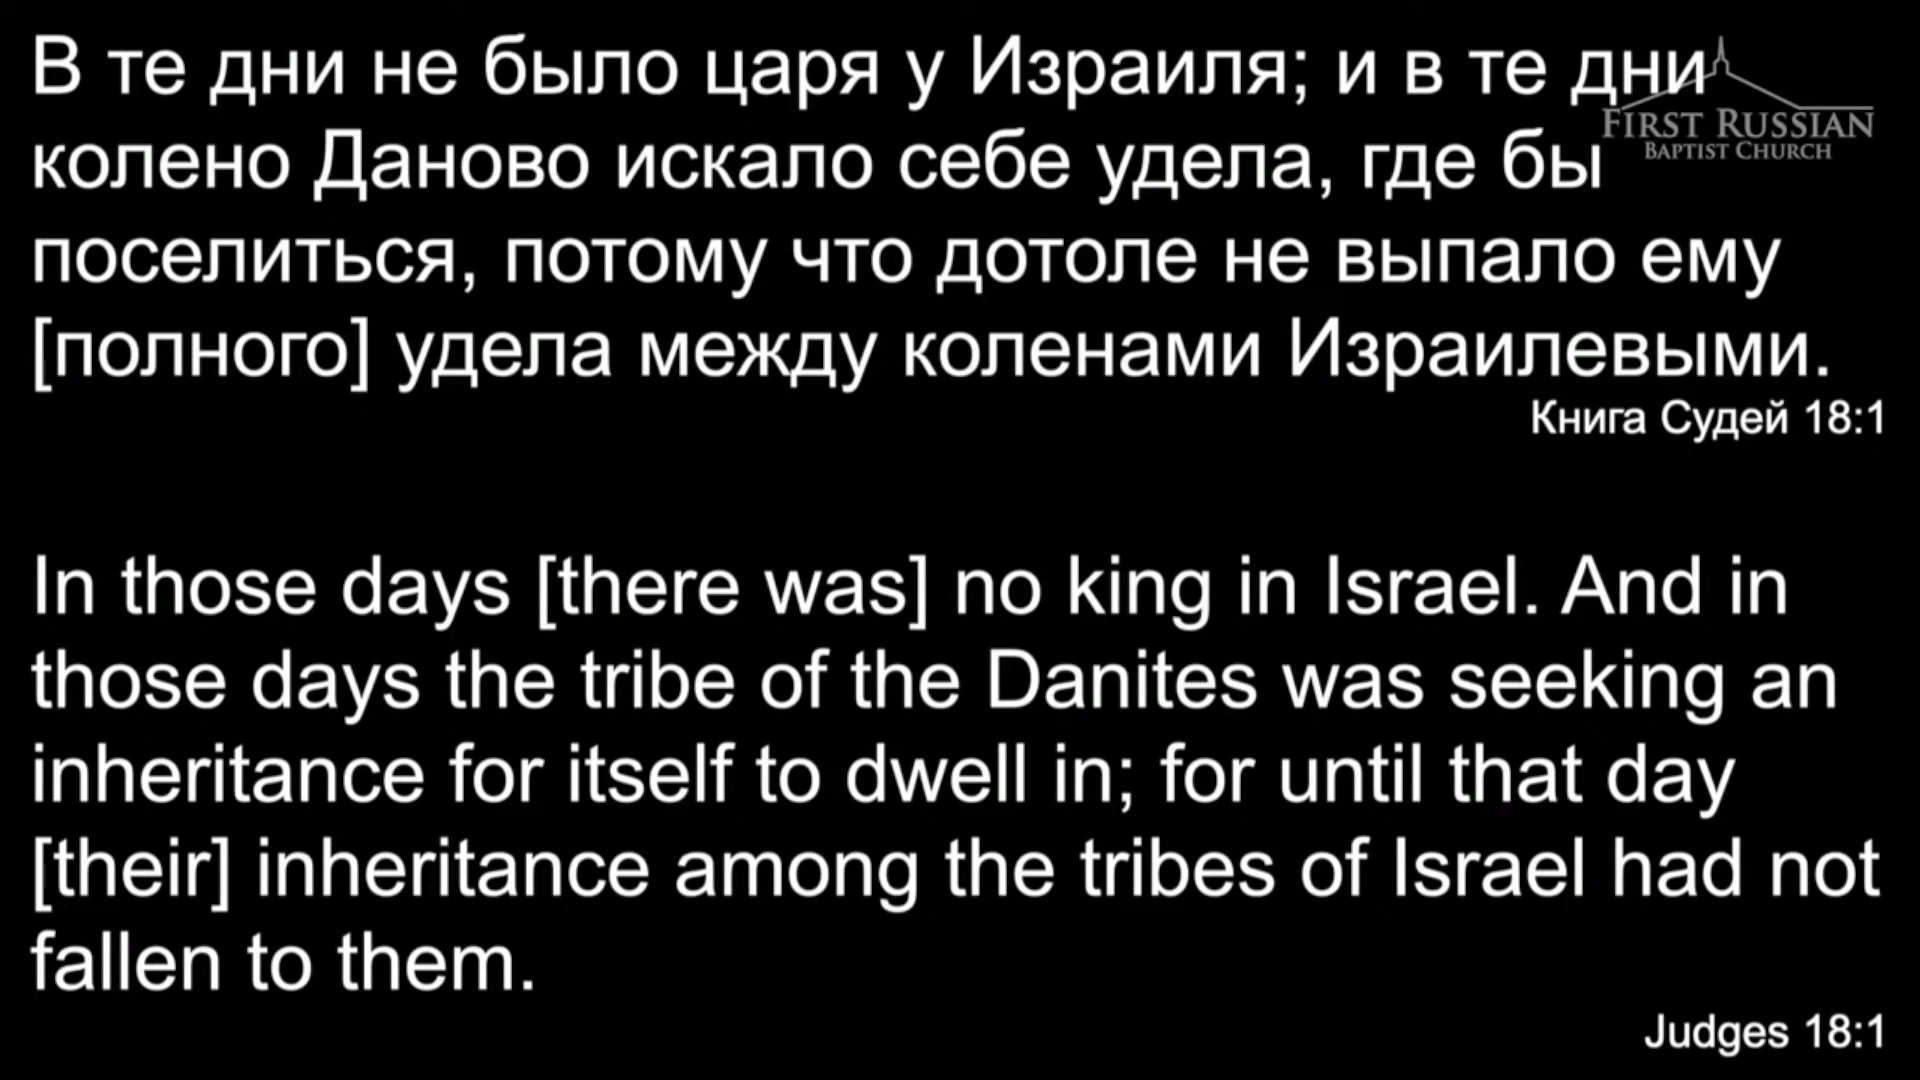 В те дни не было царя у Израиля; и в те дни
FIRST RUSSIAN
BAPTIST CHURCH
колено Даново искало себе удела, где бы
поселиться, потому что дотоле не выпало ему
[полного] удела между коленами Израилевыми.
Книга Судей 18:1
In those days [there was] no king in Israel. And in
those days the tribe of the Danites was seeking an
inheritance for itself to dwell in; for until that day
[their] inheritance among the tribes of Israel had not
fallen to them.
Judges 18:1